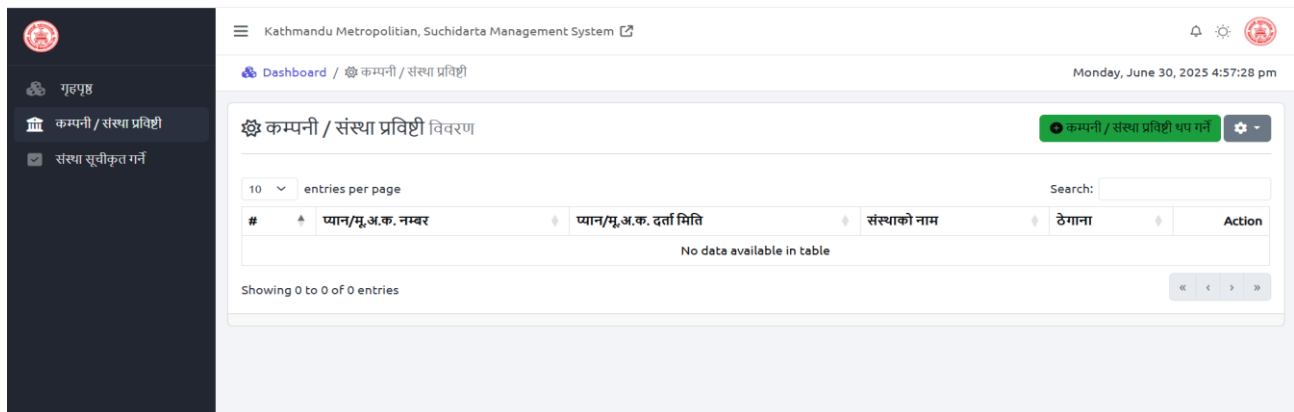 Kathmandu Metropolitian, Suchidarta Management System
Dashboard / कम्पनी / संस्था प्रविष्टी
Monday, June 30, 2025 4:57:28 pm
गृहपृष्ठ
कम्पनी / संस्था प्रविष्टी
संस्था सूचीकृत गर्ने
कम्पनी / संस्था प्रविष्टी विवरण
कम्पनी / संस्था प्रविष्टी थप गर्ने
10 entries per page
Search:
# प्यान/मू.अ.क. नम्बर प्यान/मू.अ.क. दर्ता मिति संस्थाको नाम ठेगाना Action
No data available in table
Showing 0 to 0 of 0 entries
« ‹ › »